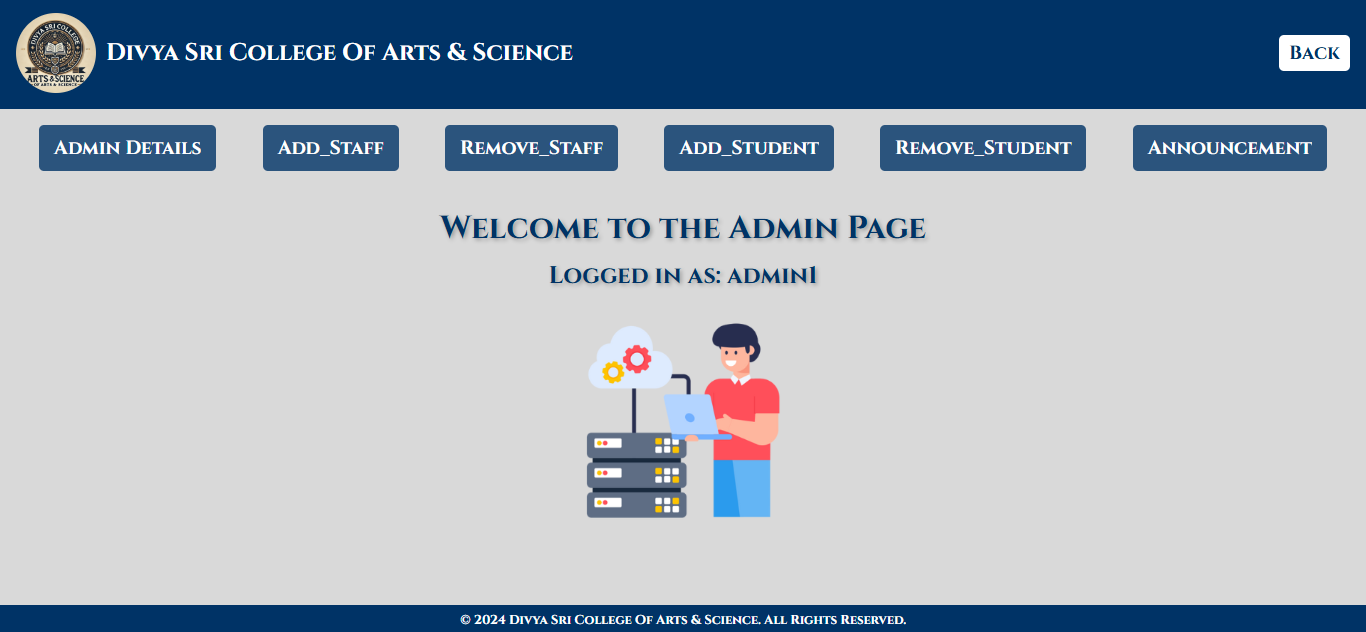 DIVYA SRI COLLEGE
ARTS & SCIENCE
OF ARTS & SCIENCE
Divya Sri College Of Arts & Science
Back
Admin Details Add_Staff Remove_Staff Add_Student Remove_Student Announcement
Welcome to the Admin Page
Logged in as: admin1
© 2024 Divya Sri College Of Arts & Science. All Rights Reserved.